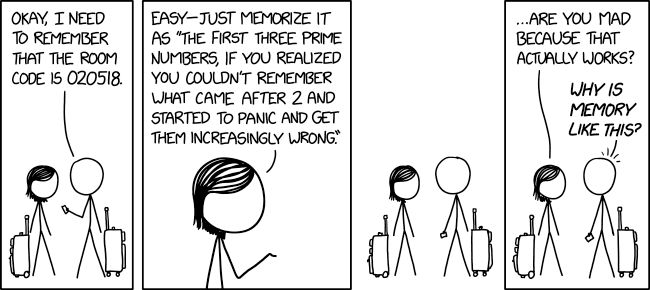 OKAY, I NEED
TO REMEMBER
THAT THE ROOM
CODE IS 020518.
EASY—JUST MEMORIZE IT
AS "THE FIRST THREE PRIME
NUMBERS, IF YOU REALIZED
YOU COULDN'T REMEMBER
WHAT CAME AFTER 2 AND
STARTED TO PANIC AND GET
THEM INCREASINGLY WRONG."
...ARE YOU MAD
BECAUSE THAT
ACTUALLY WORKS?
WHY IS
MEMORY
LIKE THIS?